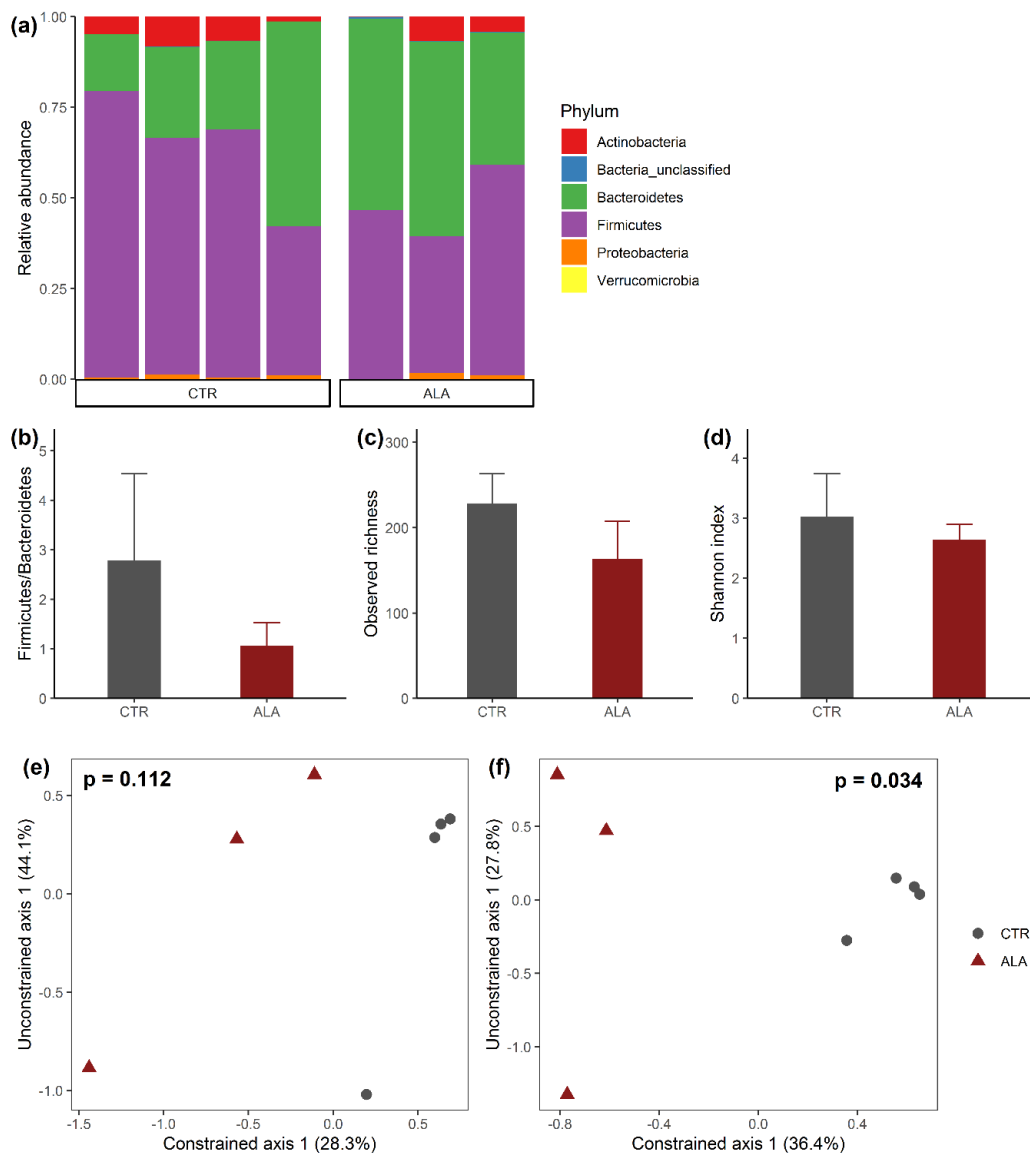 (a)
Relative abundance
1.00
0.75
0.50
0.25
0.00
CTR
ALA
Phylum
Actinobacteria
Bacteria_unclassified
Bacteroidetes
Firmicutes
Proteobacteria
Verrucomicrobia
(b)
Firmicutes/Bacteroidetes
5
4
3
2
1
0
CTR
ALA
(c)
Observed richness
300
200
100
0
CTR
ALA
(d)
Shannon index
4
3
2
1
0
CTR
ALA
(e)
p = 0.112
Unconstrained axis 1 (44.1%)
0.5
0.0
-0.5
-1.0
-1.5
-1.0
-0.5
0.0
0.5
Constrained axis 1 (28.3%)
(f)
p = 0.034
Unconstrained axis 1 (27.8%)
0.5
0.0
-0.5
-1.0
-0.8
-0.4
0.0
0.4
Constrained axis 1 (36.4%)
CTR
ALA